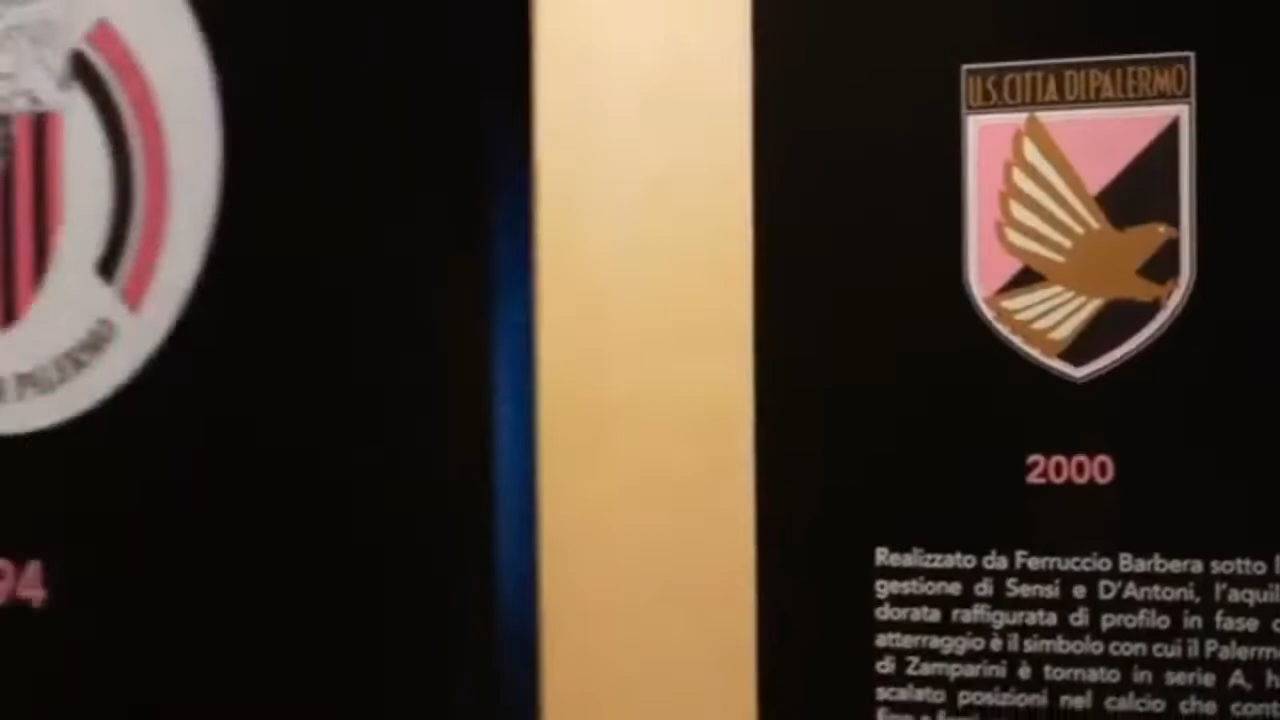 PALERMO
94
U.S.CITTA DI PALERMO
2000
Realizzato da Ferruccio Barbera sotto l
gestione di Sensi e D'Antoni, l'aquil
dorata raffigurata di profilo in fase
atterraggio è il simbolo con cui il Palerm
di Zamparini è tornato in serie A, h
scalato posizioni nel calcio che cont